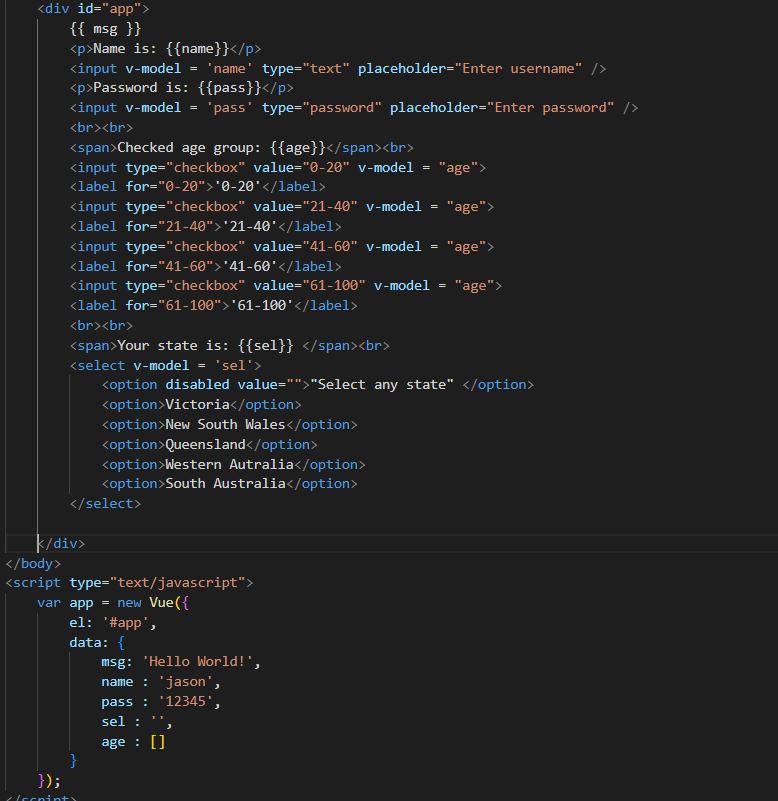 <div id="app">
{{ msg }}
<p>Name is: {{name}}</p>
<input v-model = 'name' type="text" placeholder="Enter username" />
<p>Password is: {{pass}}</p>
<input v-model = 'pass' type="password" placeholder="Enter password" />
<br><br>
<span>Checked age group: {{age}}</span><br>
<input type="checkbox" value="0-20" v-model = "age">
<label for="0-20">'0-20'</label>
<input type="checkbox" value="21-40" v-model = "age">
<label for="21-40">'21-40'</label>
<input type="checkbox" value="41-60" v-model = "age">
<label for="41-60">'41-60'</label>
<input type="checkbox" value="61-100" v-model = "age">
<label for="61-100">'61-100'</label>
<br><br>
<span>Your state is: {{sel}} </span><br>
<select v-model = 'sel'>
<option disabled value="">"Select any state" </option>
<option>Victoria</option>
<option>New South Wales</option>
<option>Queensland</option>
<option>Western Autralia</option>
<option>South Australia</option>
</select>
</div>
</body>
<script type="text/javascript">
var app = new Vue({
el: '#app',
data: {
msg: 'Hello World!',
name : 'jason',
pass : '12345',
sel : '',
age : []
}
});
</script>